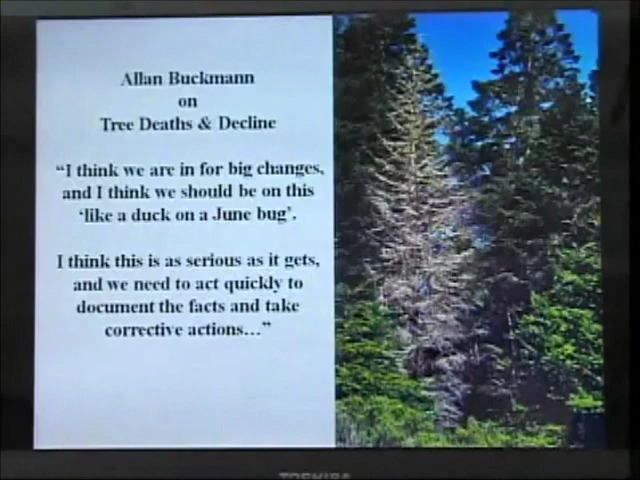 Allan Buckmann
on
Tree Deaths & Decline
“I think we are in for big changes,
and I think we should be on this
‘like a duck on a June bug’.
I think this is as serious as it gets,
and we need to act quickly to
document the facts and take
corrective actions…”
TOSHIBA